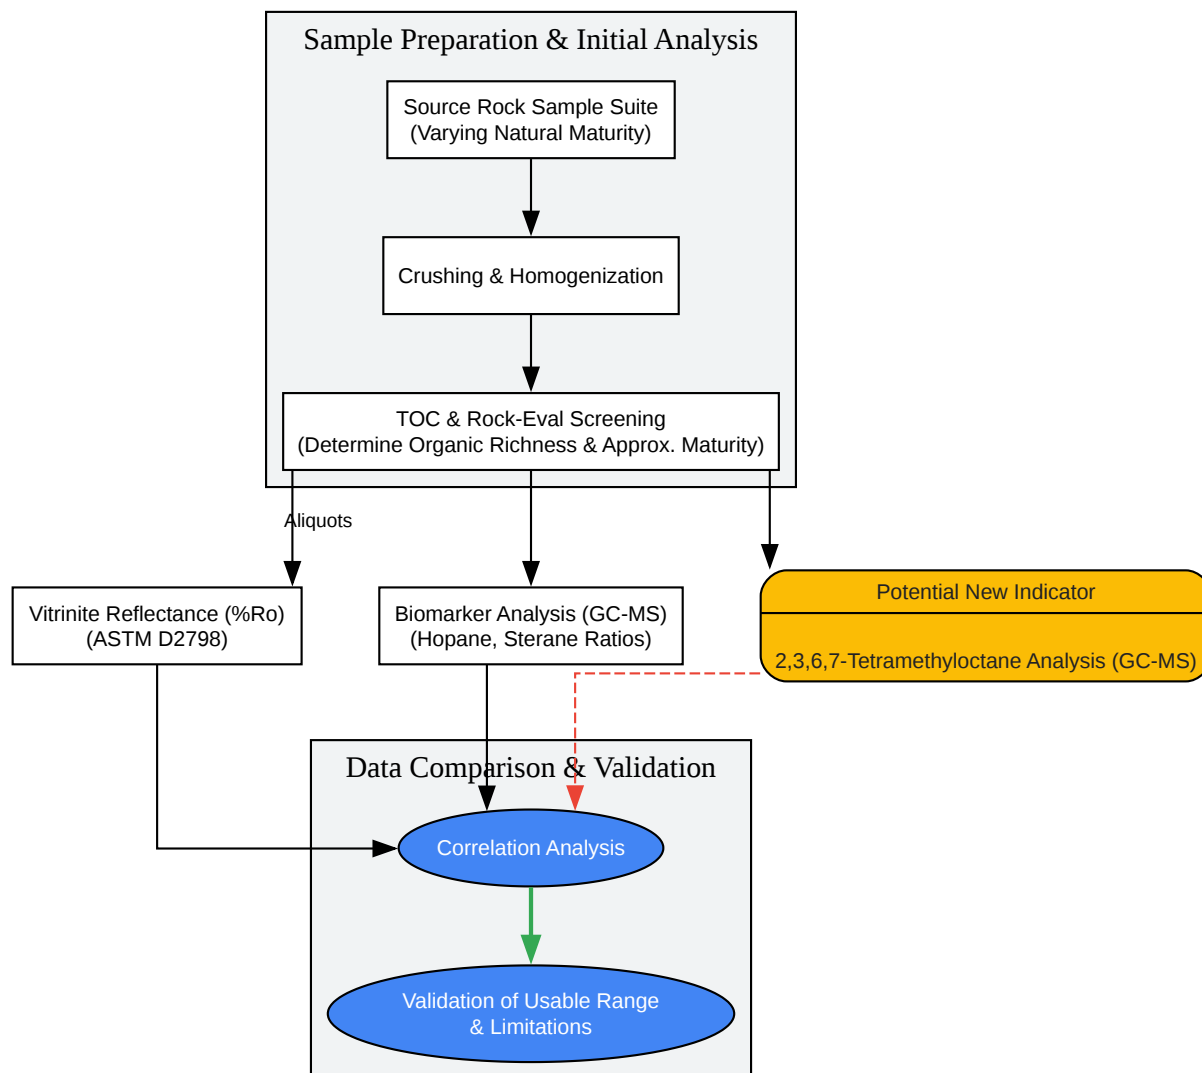 Sample Preparation & Initial Analysis
Source Rock Sample Suite
(Varying Natural Maturity)
Crushing & Homogenization
TOC & Rock-Eval Screening
(Determine Organic Richness & Approx. Maturity)
Aliquots
Vitrinite Reflectance (%Ro)
(ASTM D2798)
Biomarker Analysis (GC-MS)
(Hopane, Sterane Ratios)
Potential New Indicator
2,3,6,7-Tetramethyloctane Analysis (GC-MS)
Data Comparison & Validation
Correlation Analysis
Validation of Usable Range
& Limitations